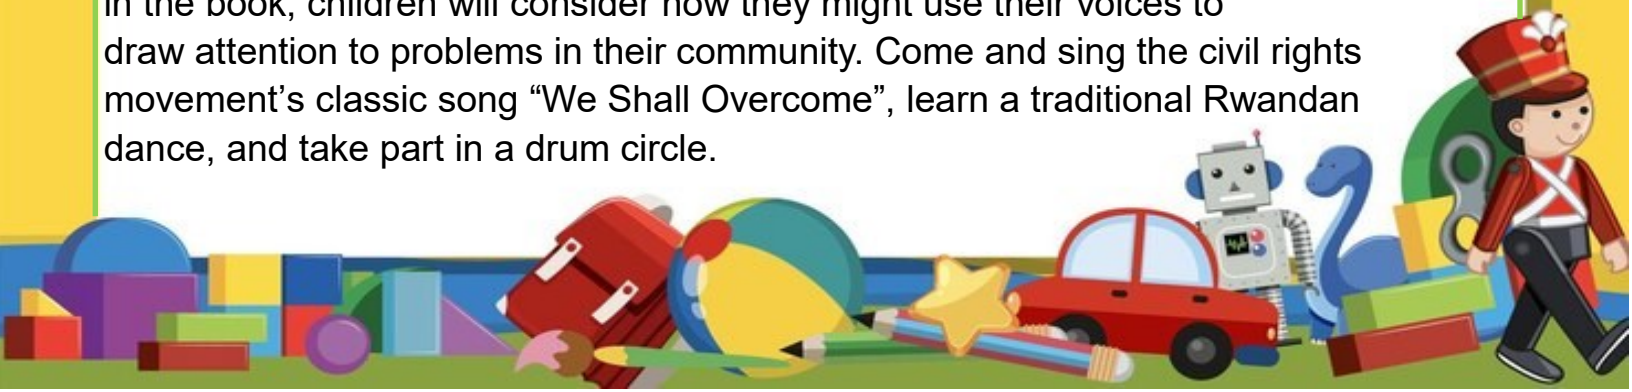 in the book, children will consider how they might use their voices to
draw attention to problems in their community. Come and sing the civil rights
movement’s classic song “We Shall Overcome”, learn a traditional Rwandan
dance, and take part in a drum circle.